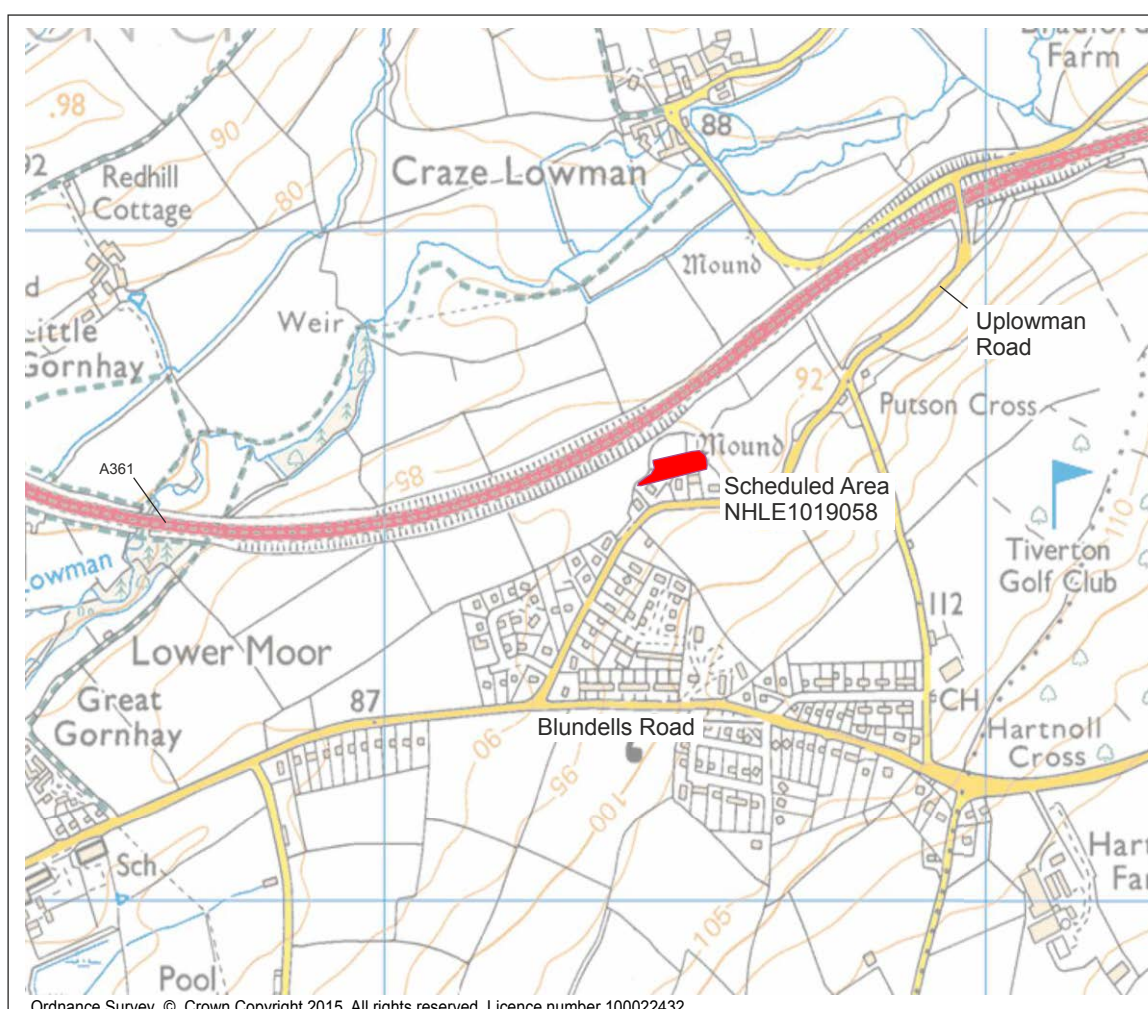 Farm
.98
90
88
92
Redhill
Cottage
Craze Lowman
80
Mound
Weir
Uplowman
Road
Little
Gornhay
92
Putson Cross
A361
85
Mound
Scheduled Area
NHLE1019058
110
Tiverton
Golf Club
112
Lower Moor
Great
Gornhay
87
CH
Blundells Road
Hartnoll
Cross
90
95
100
Sch
105
Pool
Ordnance Survey © Crown Copyright 2015. All rights reserved. Licence number 100022432